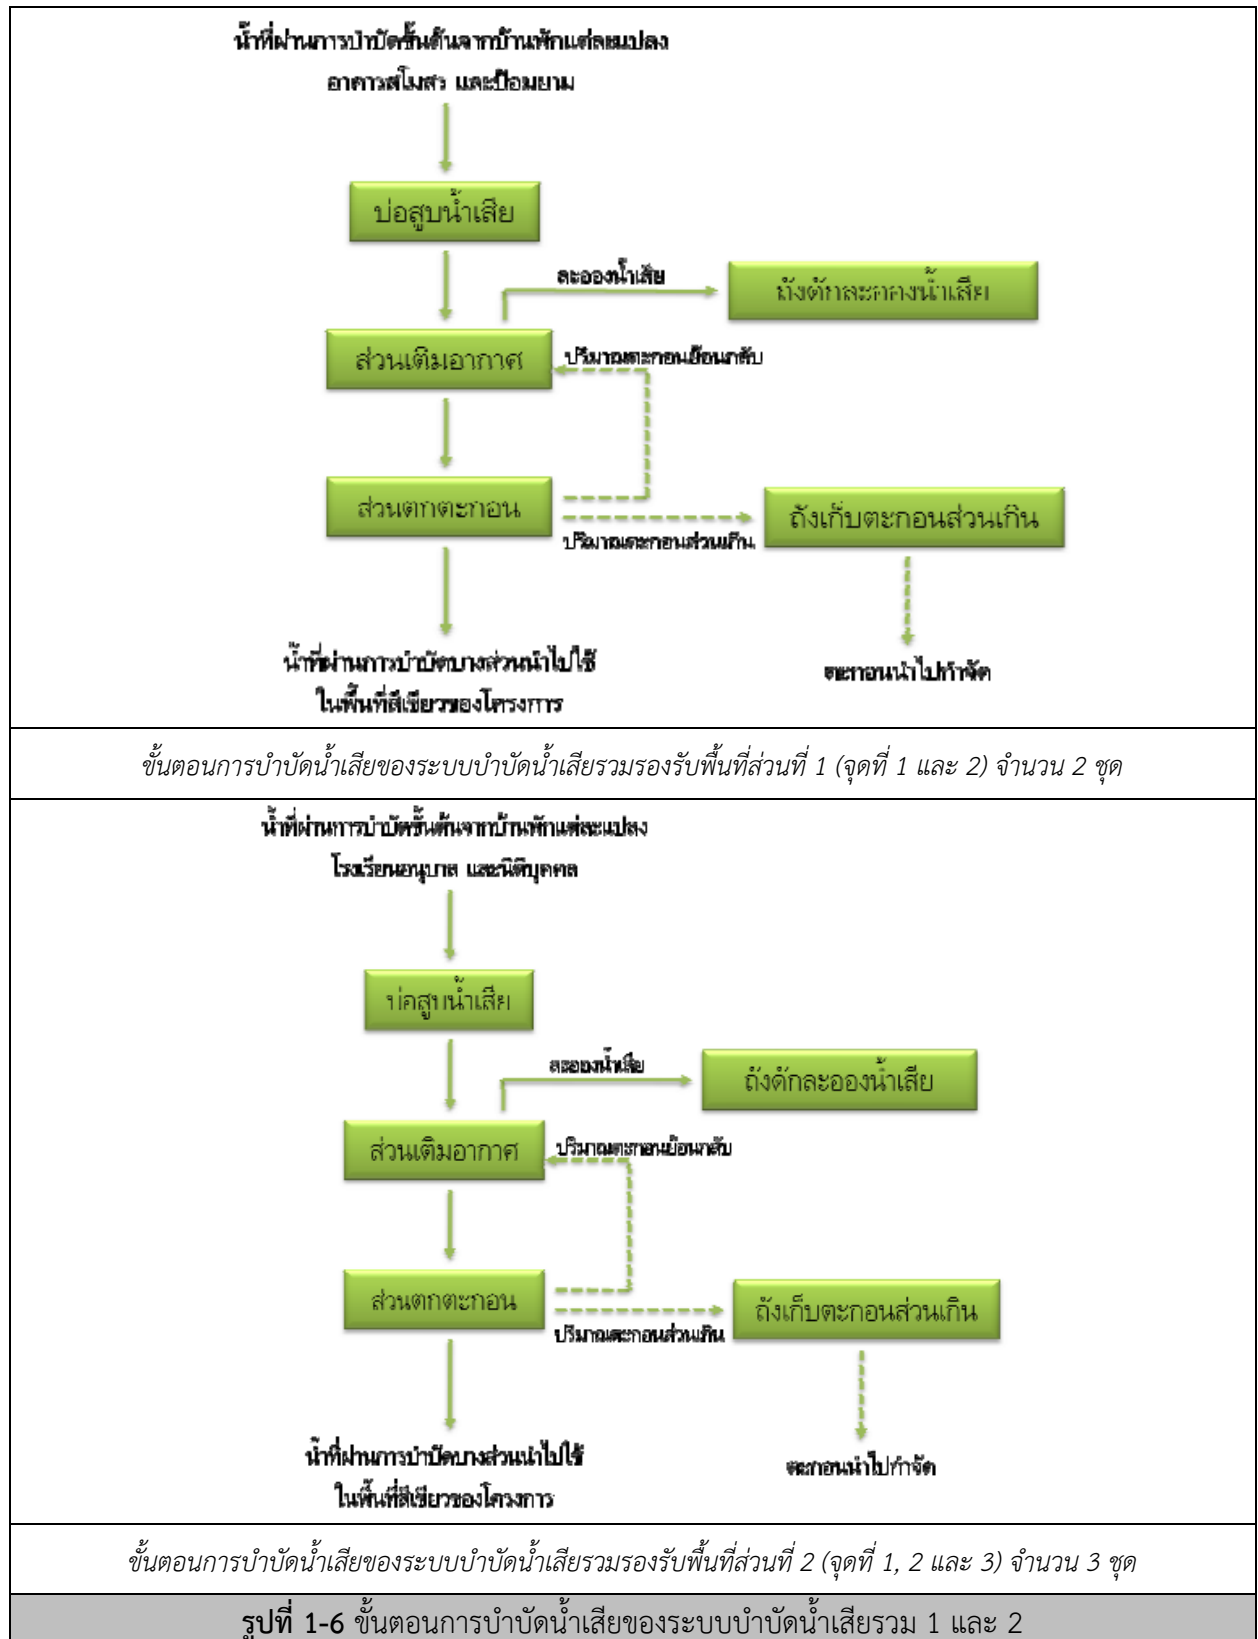 น้ำที่ผ่านการบำบัดขั้นต้นจากบ้านพักแต่ละแปลง
อาคารสโมสร และป้อมยาม
บ่อสูบน้ำเสีย
ละอองน้ำเสีย
ถังดักละอองน้ำเสีย
ส่วนเติมอากาศ
ปริมาณตะกอนย้อนกลับ
ส่วนตกตะกอน
ถังเก็บตะกอนส่วนเกิน
ปริมาณตะกอนส่วนเกิน
น้ำที่ผ่านการบำบัดบางส่วนนำไปใช้
ในพื้นที่สีเขียวของโครงการ
ตะกอนนำไปกำจัด
ขั้นตอนการบำบัดน้ำเสียของระบบบำบัดน้ำเสียรวมรองรับพื้นที่ส่วนที่ 1 (จุดที่ 1 และ 2) จำนวน 2 ชุด
น้ำที่ผ่านการบำบัดขั้นต้นจากบ้านพักแต่ละแปลง
โรงเรียนอนุบาล และนิติบุคคล
บ่อสูบน้ำเสีย
ละอองน้ำเสีย
ถังดักละอองน้ำเสีย
ส่วนเติมอากาศ
ปริมาณตะกอนย้อนกลับ
ส่วนตกตะกอน
ถังเก็บตะกอนส่วนเกิน
ปริมาณตะกอนส่วนเกิน
น้ำที่ผ่านการบำบัดบางส่วนนำไปใช้
ในพื้นที่สีเขียวของโครงการ
ตะกอนนำไปกำจัด
ขั้นตอนการบำบัดน้ำเสียของระบบบำบัดน้ำเสียรวมรองรับพื้นที่ส่วนที่ 2 (จุดที่ 1, 2 และ 3) จำนวน 3 ชุด
รูปที่ 1-6 ขั้นตอนการบำบัดน้ำเสียของระบบบำบัดน้ำเสียรวม 1 และ 2